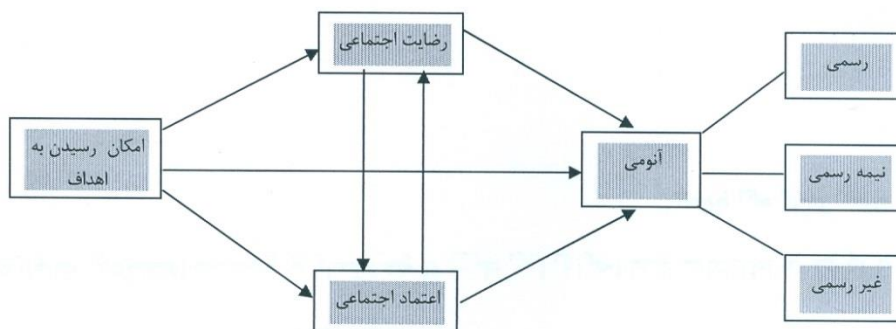 رضایت اجتماعی
رسمی
امکان رسیدن به
اهداف
آنومی
نیمه رسمی
اعتماد اجتماعی
غیر رسمی